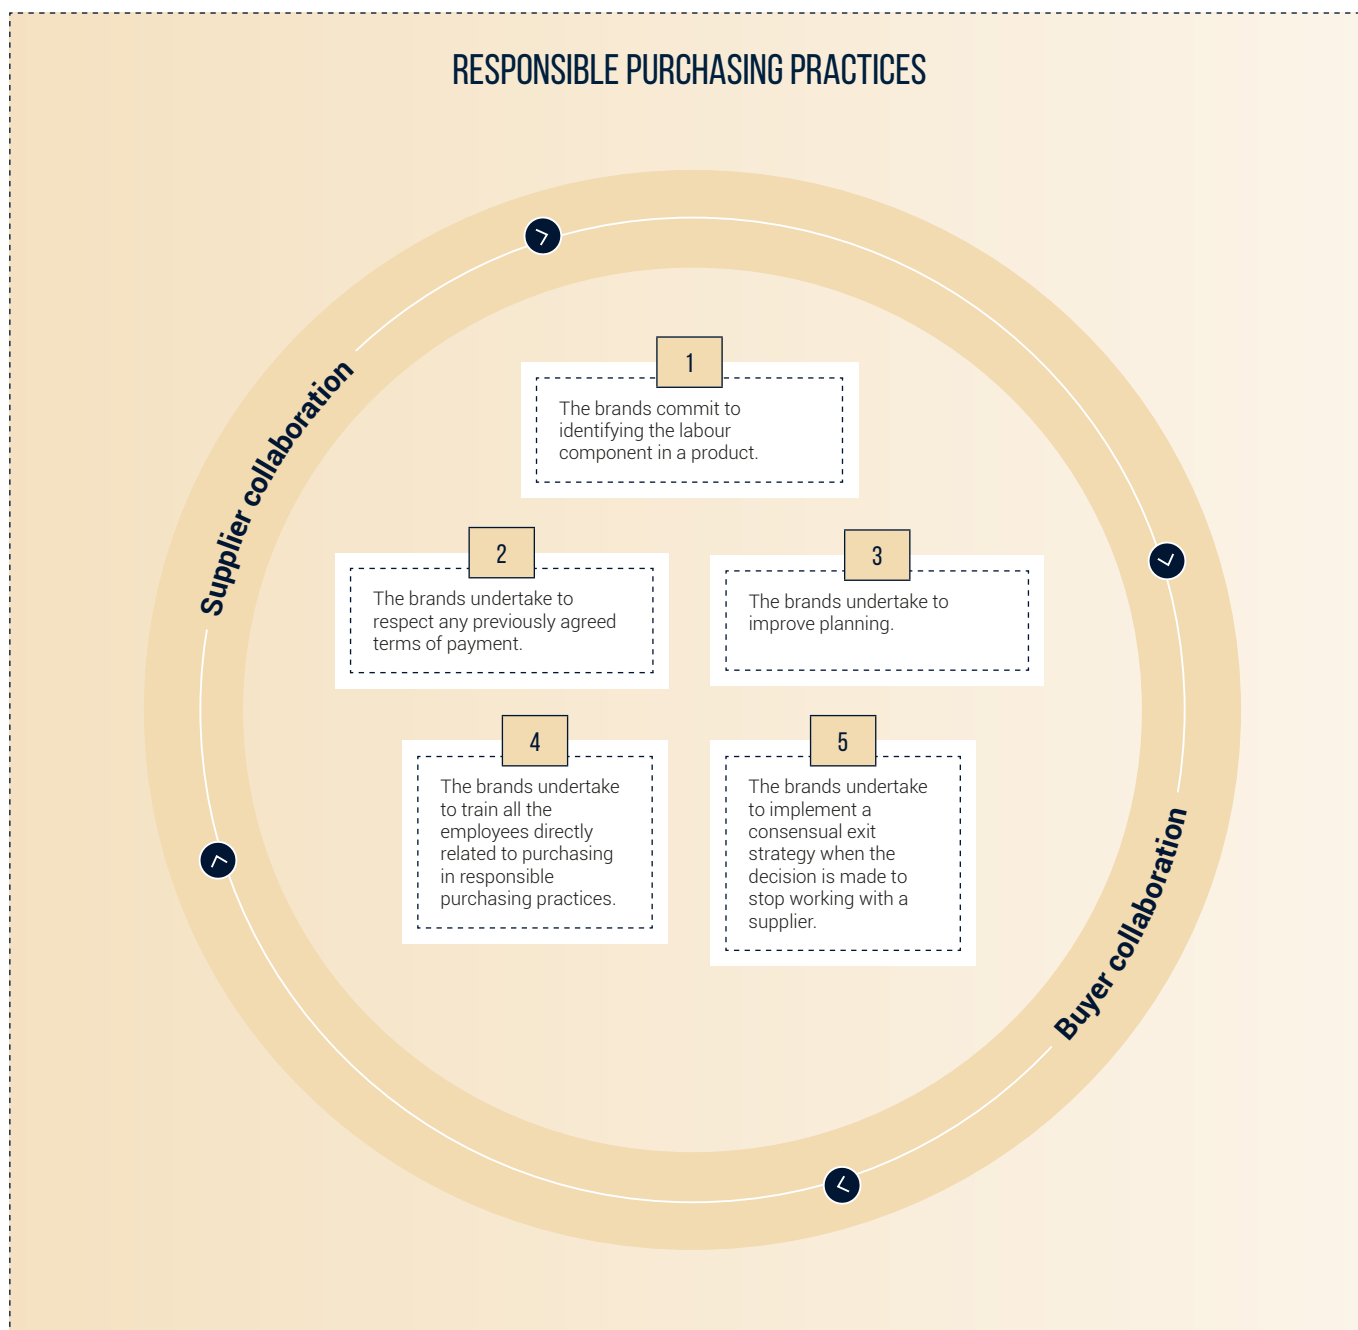 RESPONSIBLE PURCHASING PRACTICES
Supplier collaboration
1
The brands commit to
identifying the labour
component in a product.
2
The brands undertake to
respect any previously agreed
terms of payment.
3
The brands undertake to
improve planning.
4
The brands undertake
to train all the
employees directly
related to purchasing
in responsible
purchasing practices.
5
The brands undertake
to implement a
consensual exit
strategy when the
decision is made to
stop working with a
supplier.
Buyer collaboration